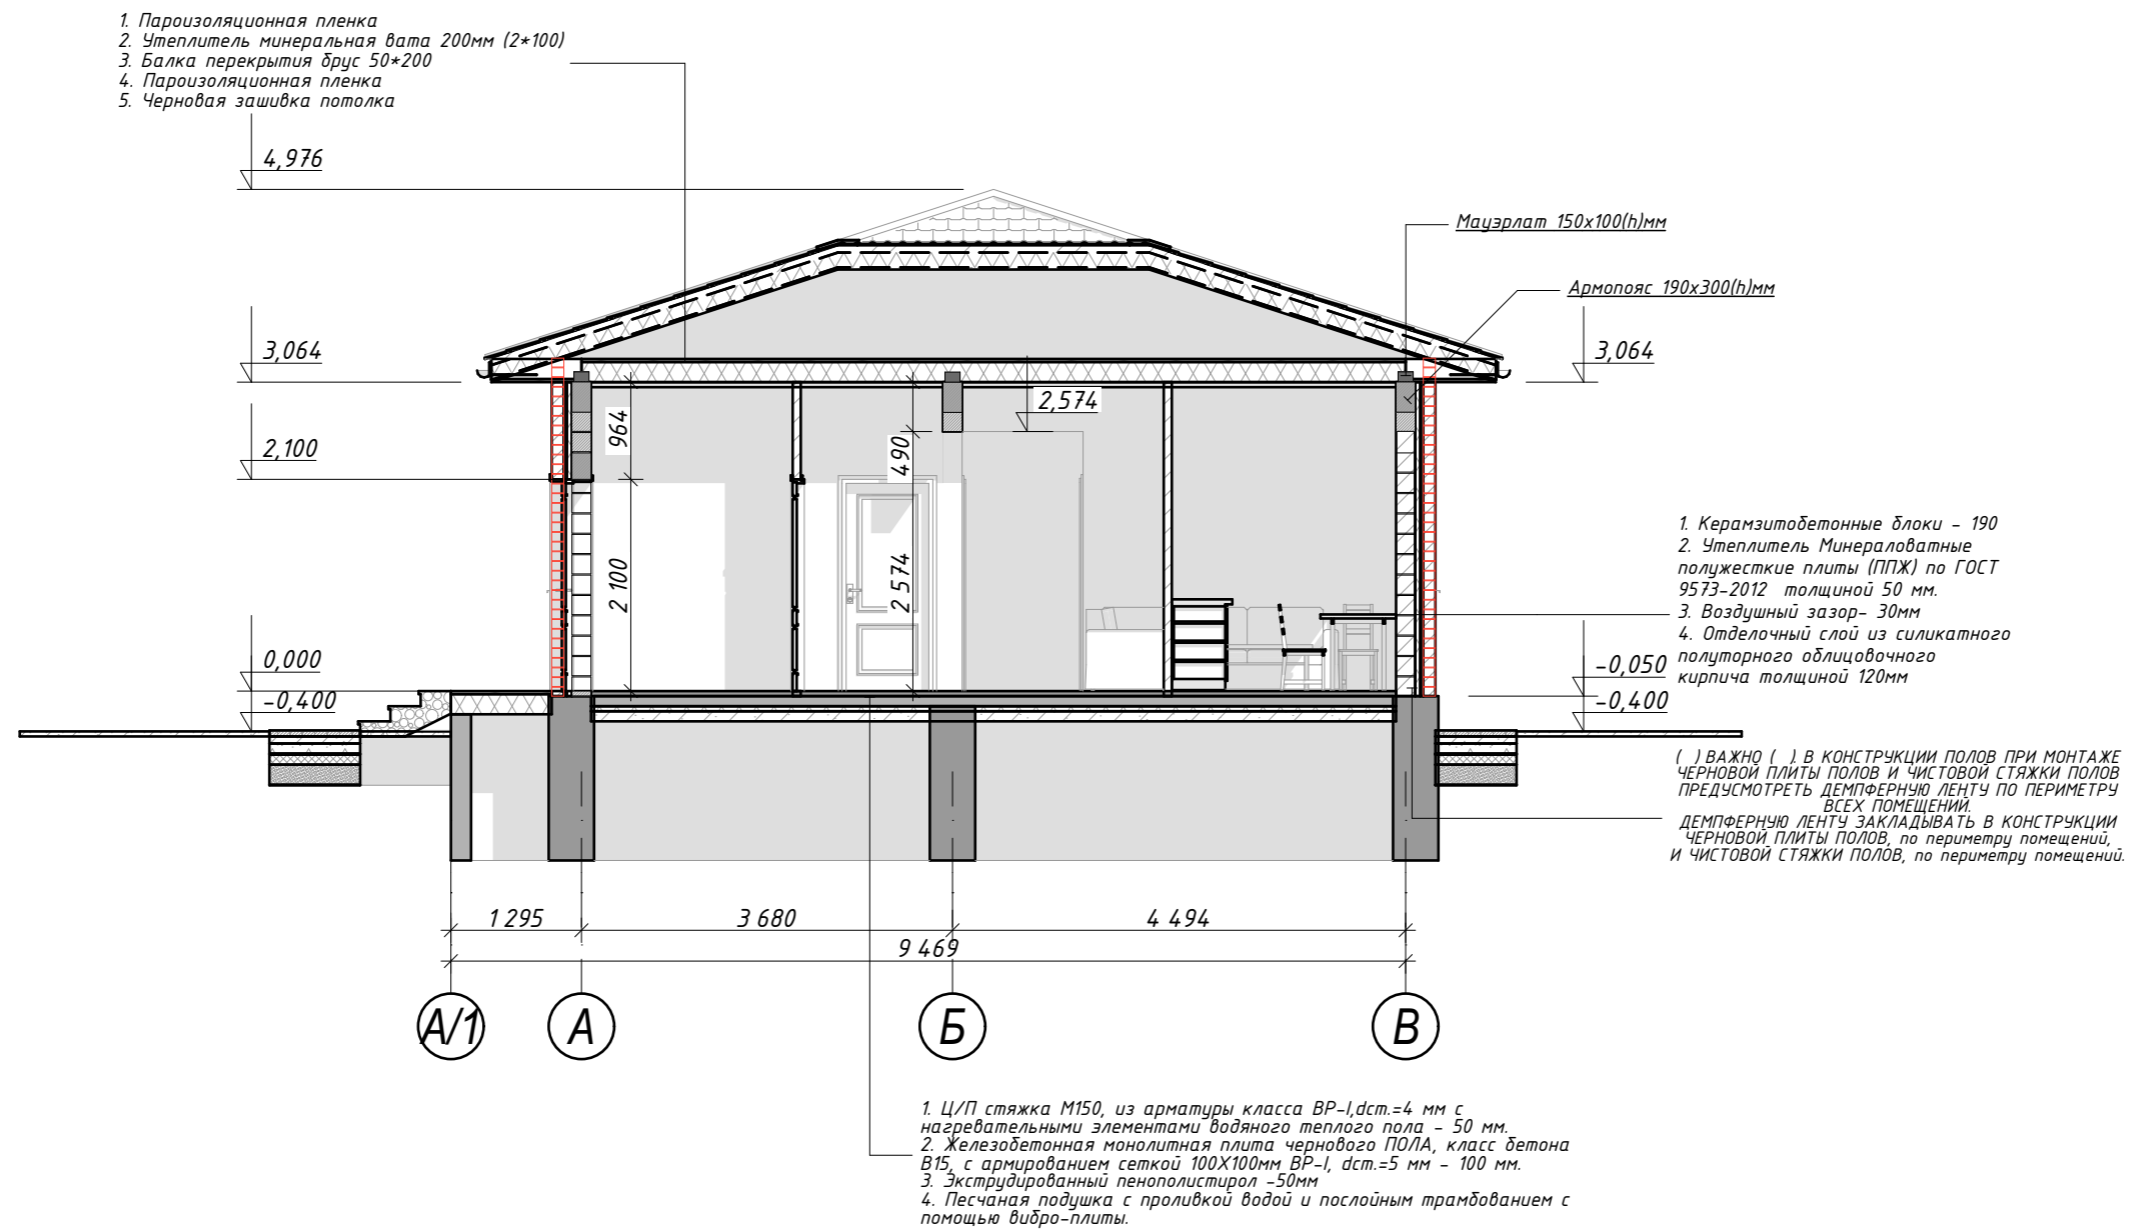 1. Пароизоляционная пленка
2. Утеплитель минеральная вата 200мм (2*100)
3. Балка перекрытия брус 50*200
4. Пароизоляционная пленка
5. Черновая зашивка потолка
4,976
Мауэрлат 150х100(h)мм
Армопояс 190х300(h)мм
3,064
3,064
2,574
964
490
2,100
2 100
2 574
1. Керамзитобетонные блоки - 190
2. Утеплитель Минераловатные
полужесткие плиты (ППЖ) по ГОСТ
9573-2012 толщиной 50 мм.
3. Воздушный зазор- 30мм
4. Отделочный слой из силикатного
полуторного облицовочного
кирпича толщиной 120мм
0,000
-0,050
-0,400
-0,400
( ) ВАЖНО ( ). В КОНСТРУКЦИИ ПОЛОВ ПРИ МОНТАЖЕ
ЧЕРНОВОЙ ПЛИТЫ ПОЛОВ И ЧИСТОВОЙ СТЯЖКИ ПОЛОВ
ПРЕДУСМОТРЕТЬ ДЕМПФЕРНУЮ ЛЕНТУ ПО ПЕРИМЕТРУ
ВСЕХ ПОМЕЩЕНИЙ.
ДЕМПФЕРНУЮ ЛЕНТУ ЗАКЛАДЫВАТЬ В КОНСТРУКЦИИ
ЧЕРНОВОЙ ПЛИТЫ ПОЛОВ, по периметру помещений,
И ЧИСТОВОЙ СТЯЖКИ ПОЛОВ, по периметру помещений.
1 295
3 680
4 494
9 469
А/1
А
Б
В
1. Ц/П стяжка М150, из арматуры класса ВР-I,dст.=4 мм с
нагревательными элементами водяного теплого пола - 50 мм.
2. Железобетонная монолитная плита чернового ПОЛА, класс бетона
В15, с армированием сеткой 100Х100мм ВР-I, dст.=5 мм - 100 мм.
3. Экструдированный пенополистирол -50мм
4. Песчаная подушка с проливкой водой и послойным трамбованием с
помощью вибро-плиты.